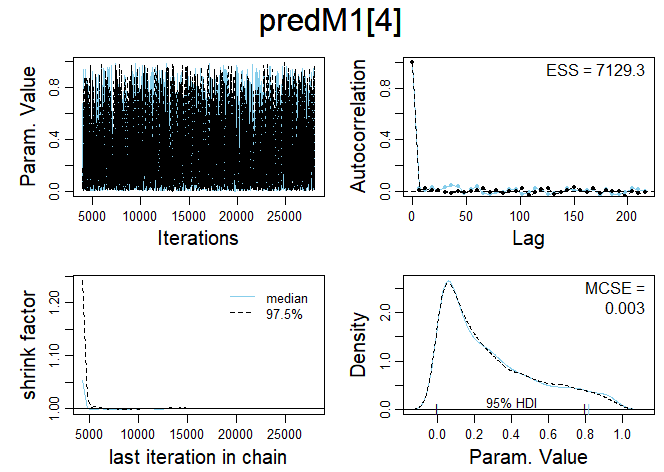 predM1[4]
Param. Value
0.0
0.4
0.8
5000
10000
15000
20000
25000
Iterations
Autocorrelation
0.0
0.4
0.8
ESS = 7129.3
0
50
100
150
200
Lag
shrink factor
1.00
1.10
1.20
median
97.5%
5000
10000
15000
20000
25000
last iteration in chain
Density
0.0
1.0
2.0
MCSE =
0.003
95% HDI
0.0
0.2
0.4
0.6
0.8
1.0
Param. Value